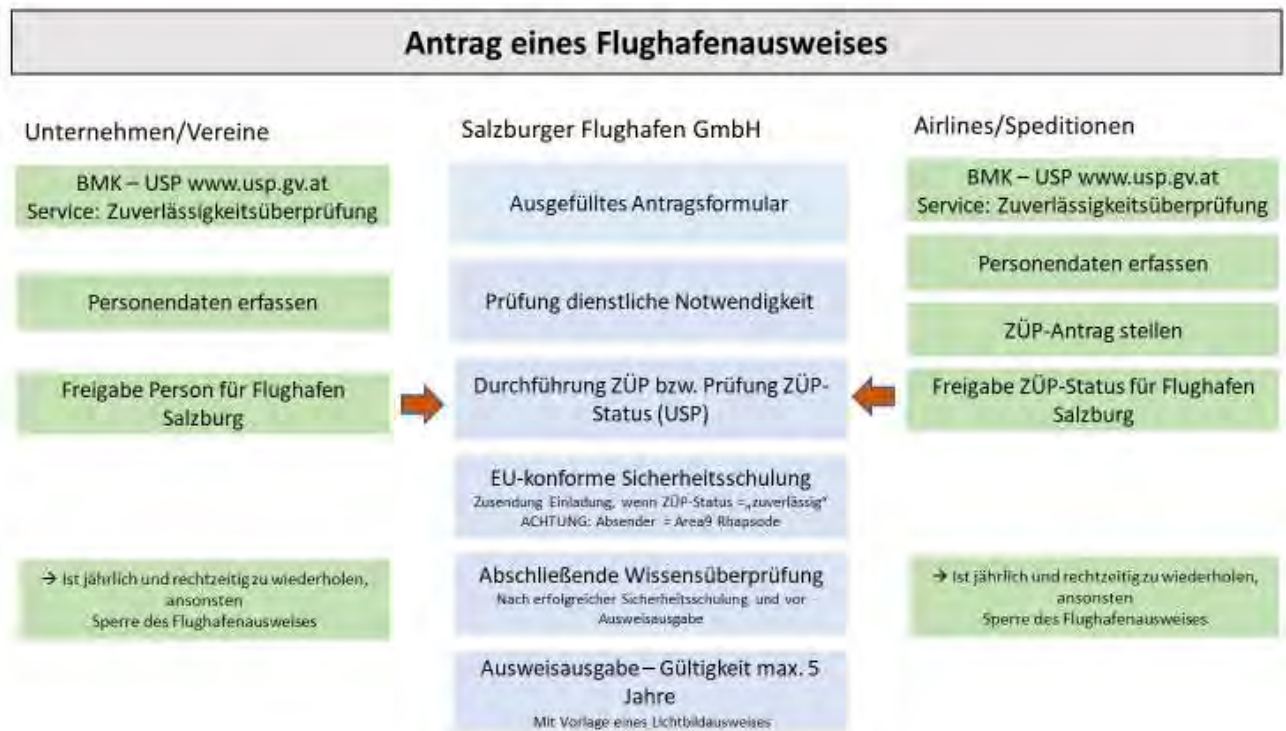 Antrag eines Flughafenausweises
Unternehmen/Vereine
BMK – USP www.usp.gv.at
Service: Zuverlässigkeitsüberprüfung
Personendaten erfassen
Freigabe Person für Flughafen
Salzburg
→ Ist jährlich und rechtzeitig zu wiederholen,
ansonsten
Sperre des Flughafenausweises
Salzburger Flughafen GmbH
Ausgefülltes Antragsformular
Prüfung dienstliche Notwendigkeit
Durchführung ZÜP bzw. Prüfung ZÜP-
Status (USP)
EU-konforme Sicherheitsschulung
Zusendung Einladung, wenn ZÜP-Status =„zuverlässig“
ACHTUNG: Absender = Area9 Rhapsode
Abschließende Wissensüberprüfung
Nach erfolgreicher Sicherheitsschulung und vor
Ausweisausgabe
Ausweisausgabe – Gültigkeit max. 5
Jahre
Mit Vorlage eines Lichtbildausweises
Airlines/Speditionen
BMK – USP www.usp.gv.at
Service: Zuverlässigkeitsüberprüfung
Personendaten erfassen
ZÜP-Antrag stellen
Freigabe ZÜP-Status für Flughafen
Salzburg
→ Ist jährlich und rechtzeitig zu wiederholen,
ansonsten
Sperre des Flughafenausweises